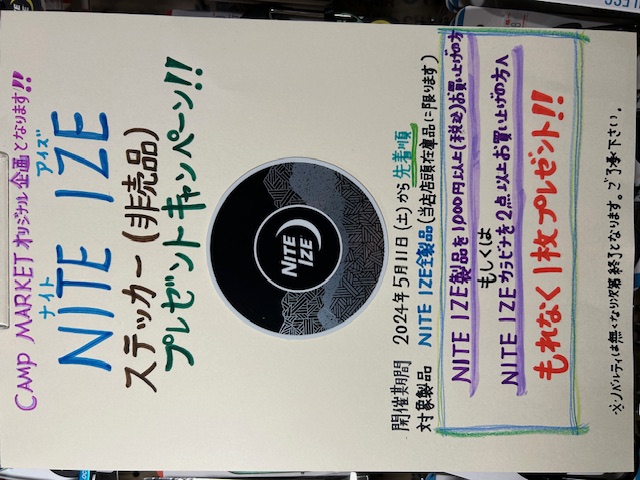 CAMP MARKET オリジナル企画となります!!
ナイト アイズ
NITE IZE
ステッカー(非売品)
プレゼントキャンペーン!!
NITE
IZE
開催期間 2024年5月11日(土)から先着順
対象製品 NITE IZE全製品(当店店頭在庫品に限ります)
NITE IZE製品を1,000円以上(税込)お買い上げの方
もしくは
NITE IZEカラビナを2点以上お買い上げの方へ
もれなく1枚プレゼント!!
※ノベルティは無くなり次第終了となります。ご了承下さい。